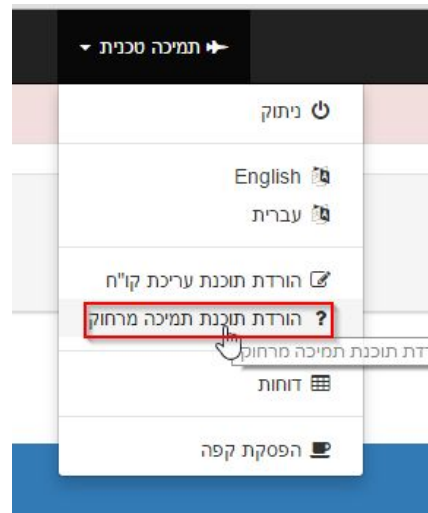 תמיכה טכנית
ניתוק
English
עברית
הורדת תוכנת עריכת קו"ח
? הורדת תוכנת תמיכה מרחוק
דת תוכנת תמיכה מרחוק
דוחות
הפסקת קפה